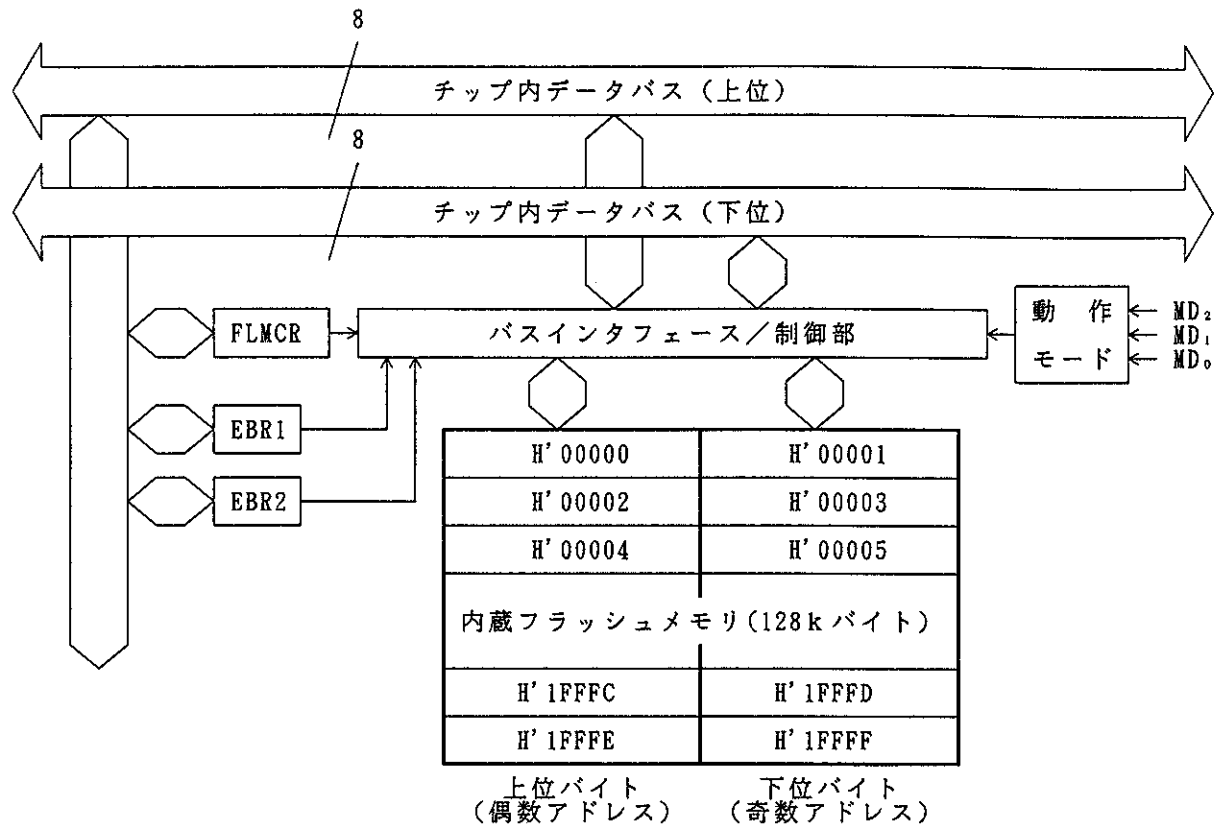 8
チップ内データバス(上位)
8
チップ内データバス(下位)
FLMCR
バスインタフェース/制御部
動 作
モード
MD₂
MD₁
MD₀
EBR1
EBR2
H'00000
H'00001
H'00002
H'00003
H'00004
H'00005
内蔵フラッシュメモリ(128kバイト)
H'1FFFC
H'1FFFD
H'1FFFE
H'1FFFF
上位バイト
(偶数アドレス)
下位バイト
(奇数アドレス)